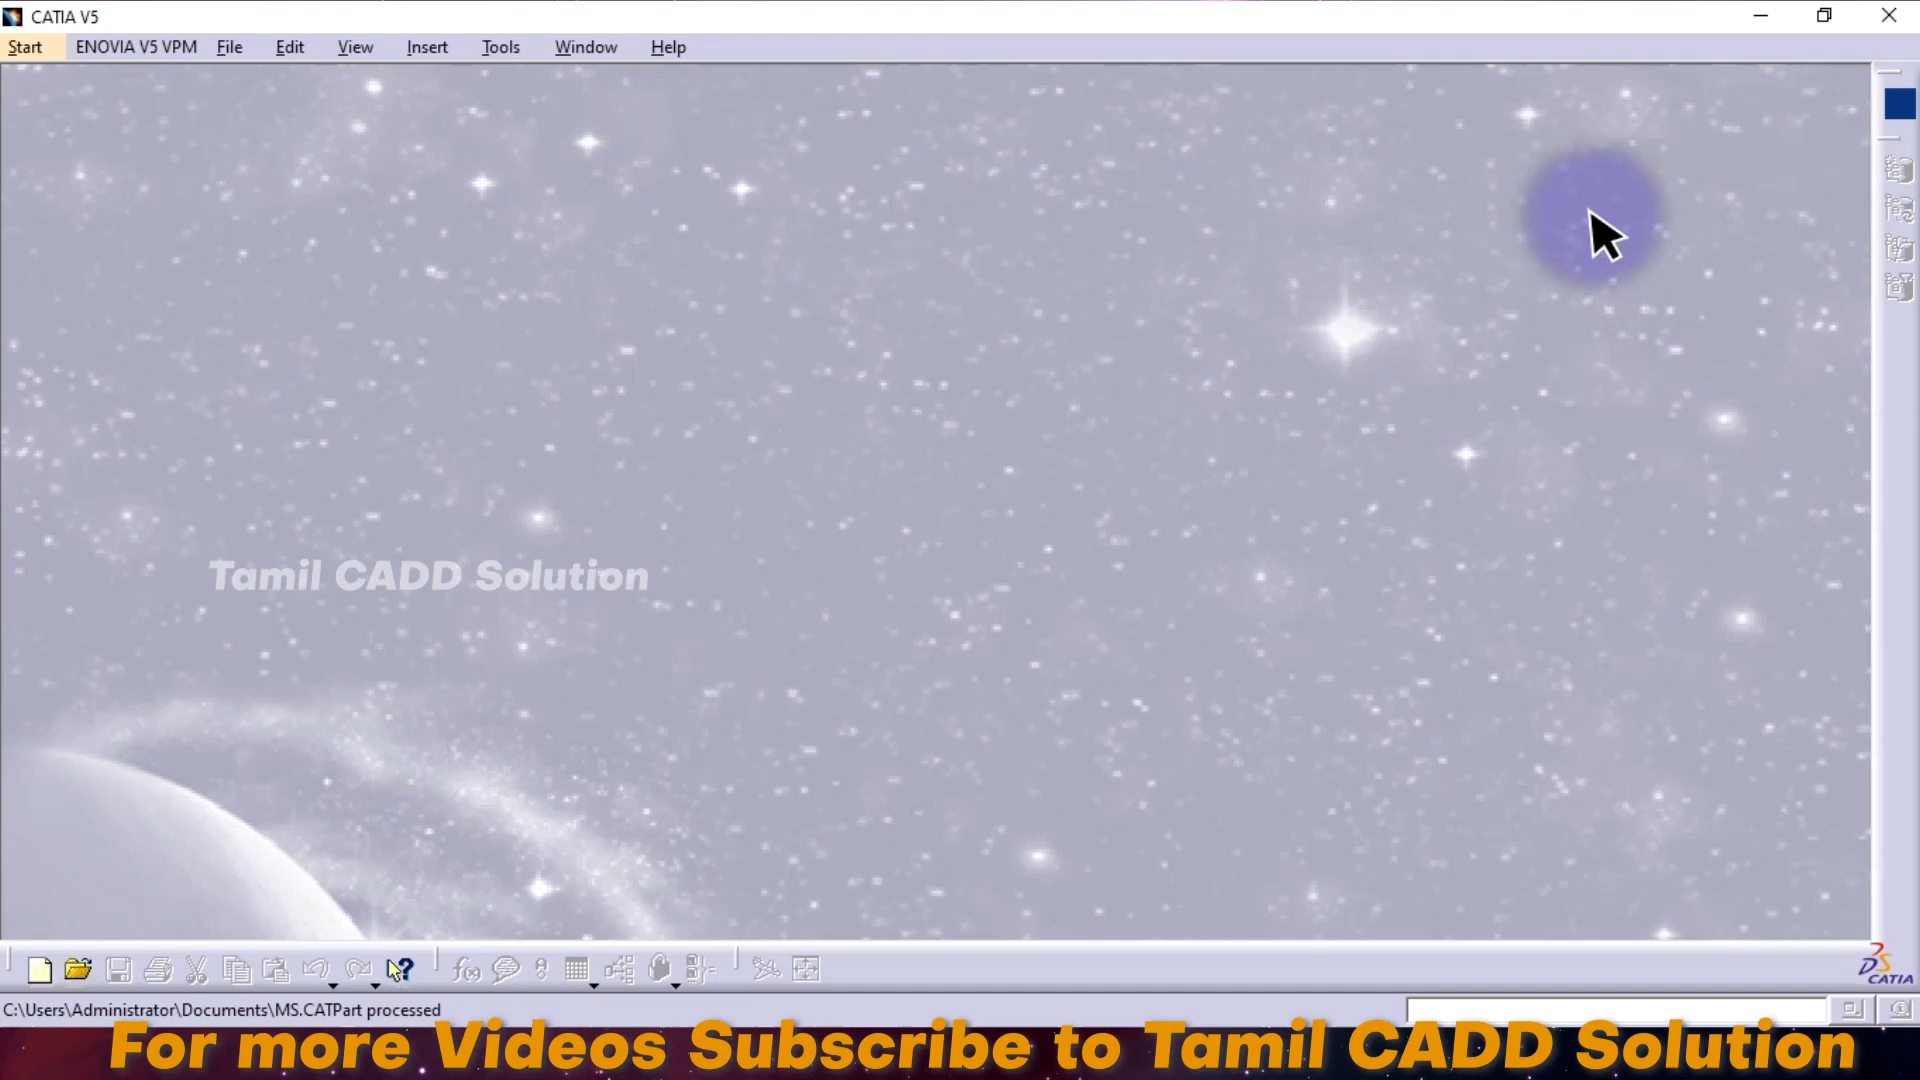 CATIA V5
Start ENOVIA V5 VPM File Edit View Insert Tools Window Help
Tamil CADD Solution
DS CATIA
C:\Users\Administrator\Documents\MS.CATPart processed
For more Videos Subscribe to Tamil CADD Solution